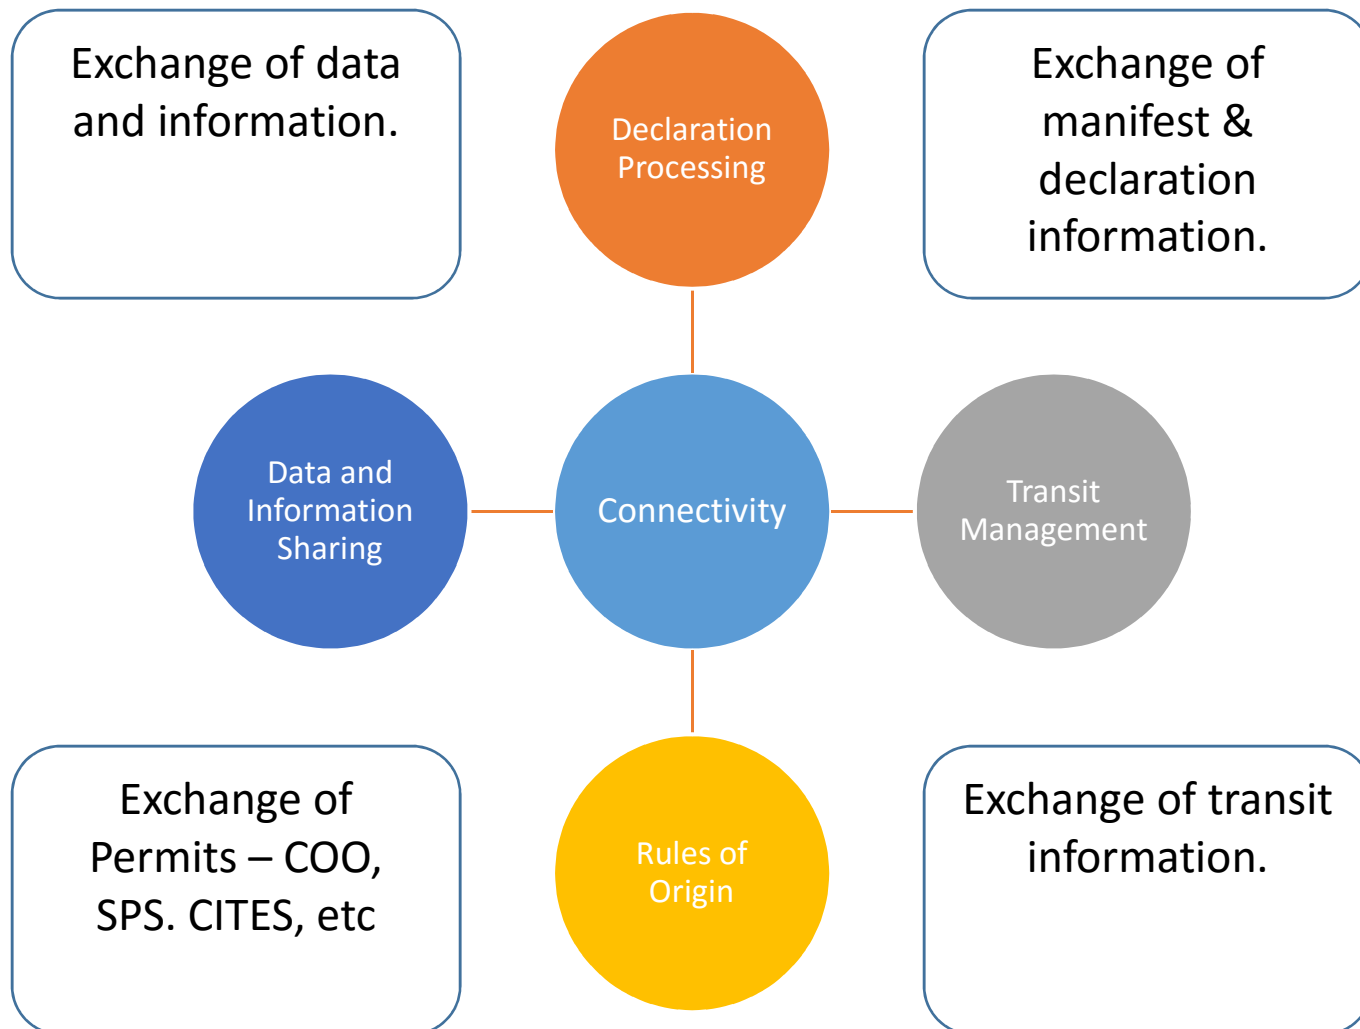 Exchange of data
and information.
Declaration
Processing
Exchange of
manifest &
declaration
information.
Data and
Information
Sharing
Connectivity
Transit
Management
Exchange of
Permits – COO,
SPS. CITES, etc
Rules of
Origin
Exchange of transit
information.